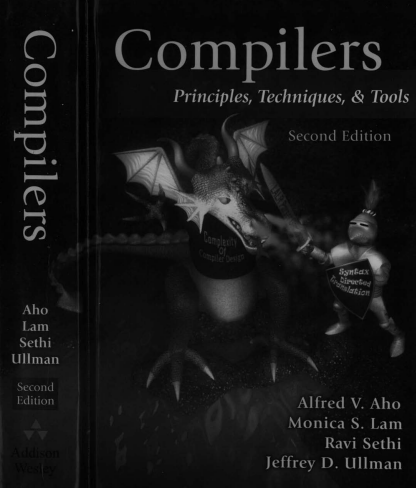 Compilers
Aho
Lam
Sethi
Ullman
Second
Edition
Addison
Wesley
Compilers
Principles, Techniques, & Tools
Second Edition
Complexity
Of
Compiler Design
Syntax
Directed
Translation
Alfred V. Aho
Monica S. Lam
Ravi Sethi
Jeffrey D. Ullman